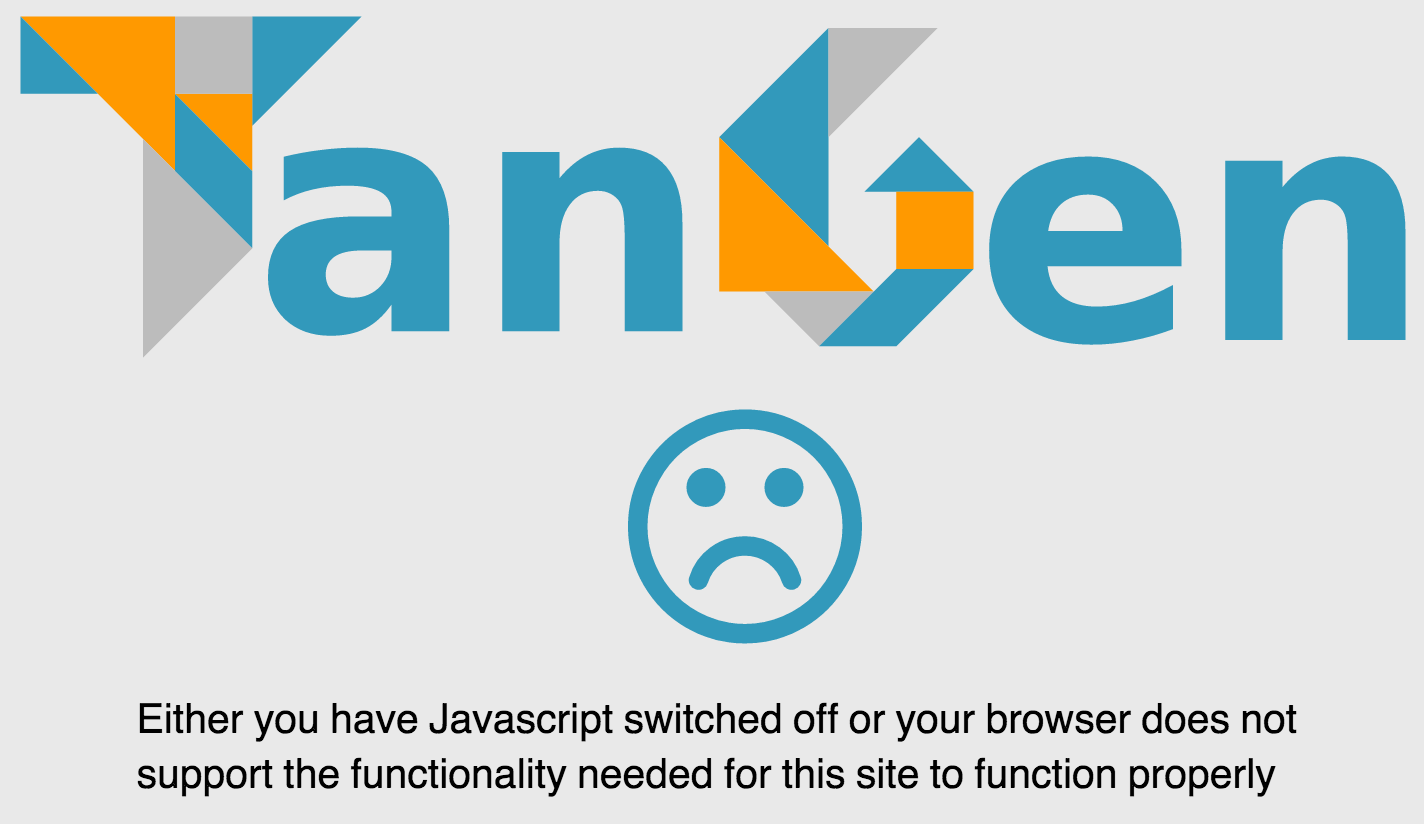 TanGen
Either you have Javascript switched off or your browser does not
support the functionality needed for this site to function properly